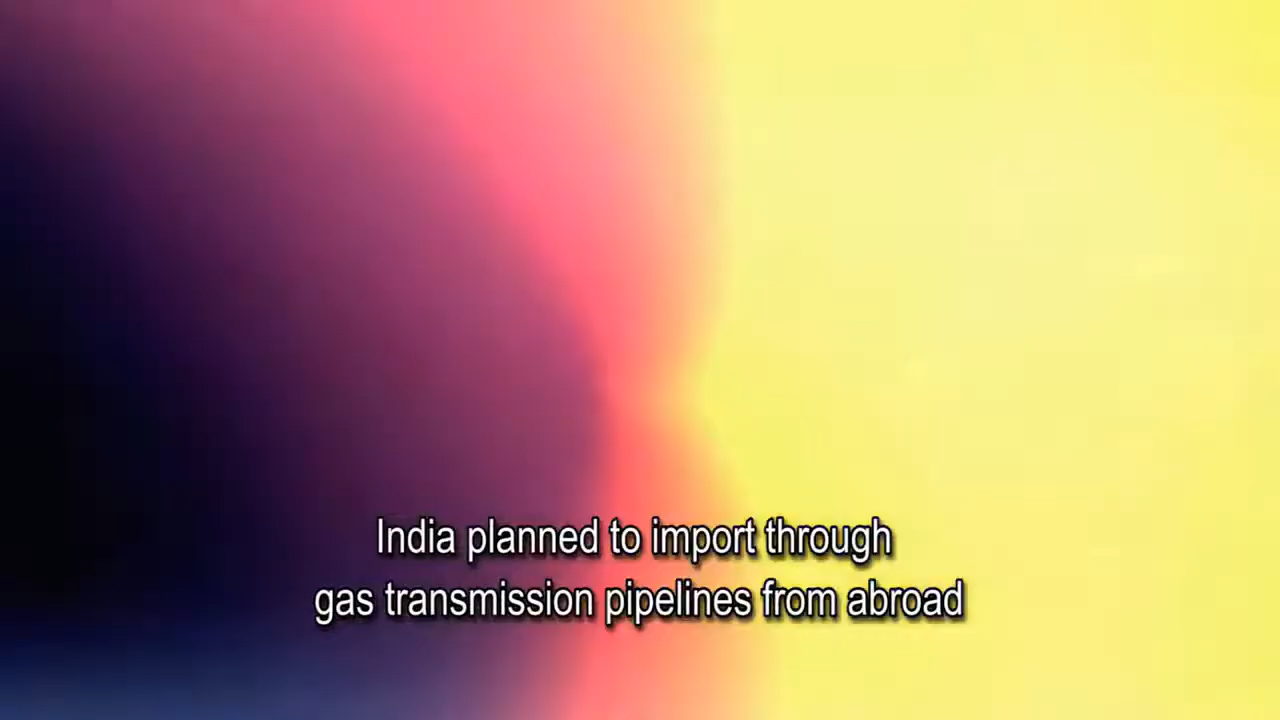 India planned to import through
gas transmission pipelines from abroad